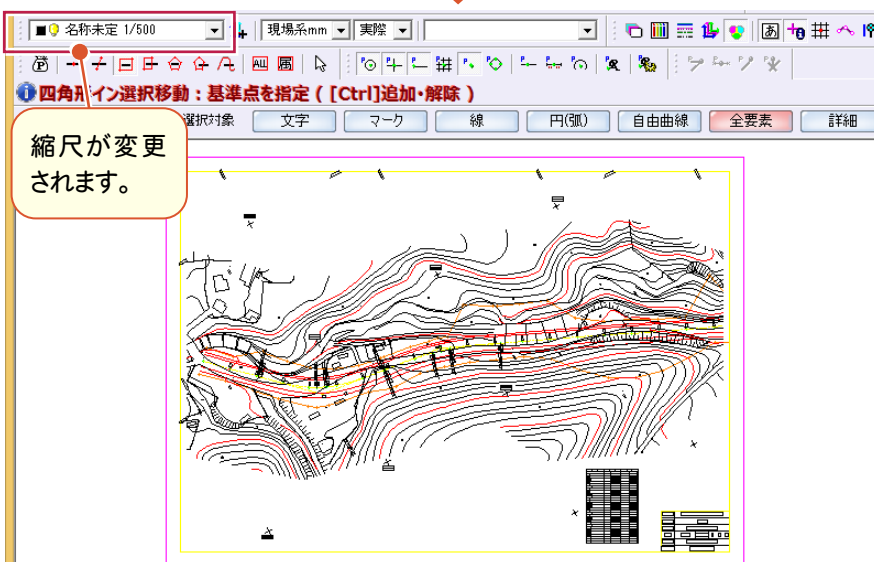 名称未定 1/500
現場系mm
実際
あ
ALL
四角形イン選択移動：基準点を指定 ( [Ctrl]追加・解除 )
選択対象
文字
マーク
線
円(弧)
自由曲線
全要素
詳細
縮尺が変更
されます。